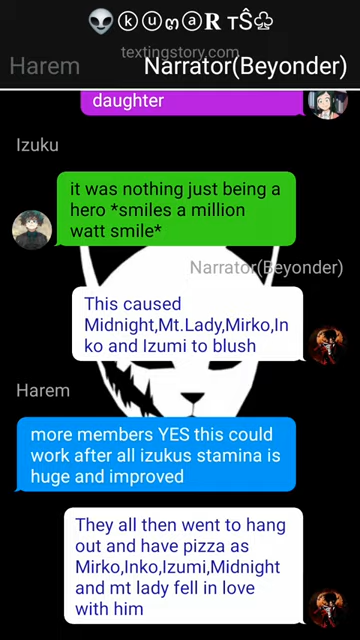 👽ⓚⓤനⓐ𝐑 ᴛŜ♧
textingstory.com
Harem Narrator(Beyonder)
daughter
Izuku
it was nothing just being a
hero *smiles a million
watt smile*
Narrator(Beyonder)
This caused
Midnight,Mt.Lady,Mirko,In
ko and Izumi to blush
Harem
more members YES this could
work after all izukus stamina is
huge and improved
They all then went to hang
out and have pizza as
Mirko,Inko,Izumi,Midnight
and mt lady fell in love
with him